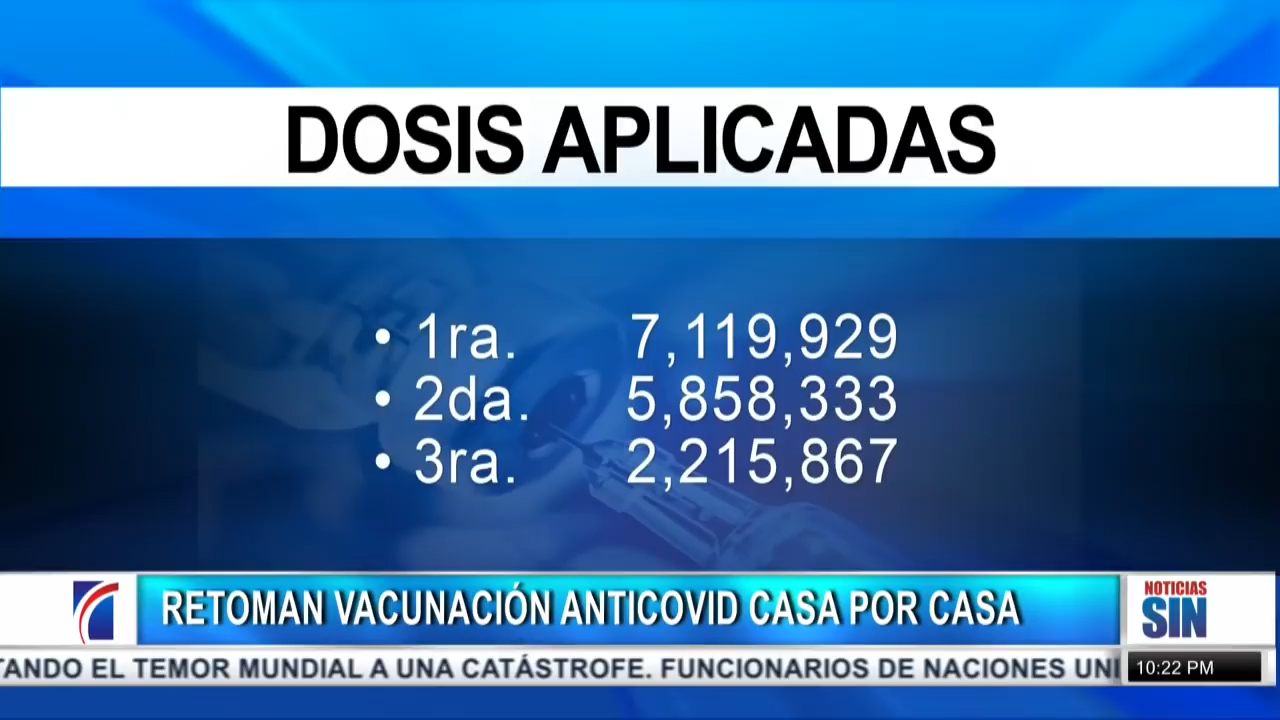 DOSIS APLICADAS
• 1ra. 7,119,929
• 2da. 5,858,333
• 3ra. 2,215,867
RETOMAN VACUNACIÓN ANTICOVID CASA POR CASA
NOTICIAS
SIN
TANDO EL TEMOR MUNDIAL A UNA CATÁSTROFE. FUNCIONARIOS DE NACIONES UNI
10:22 PM